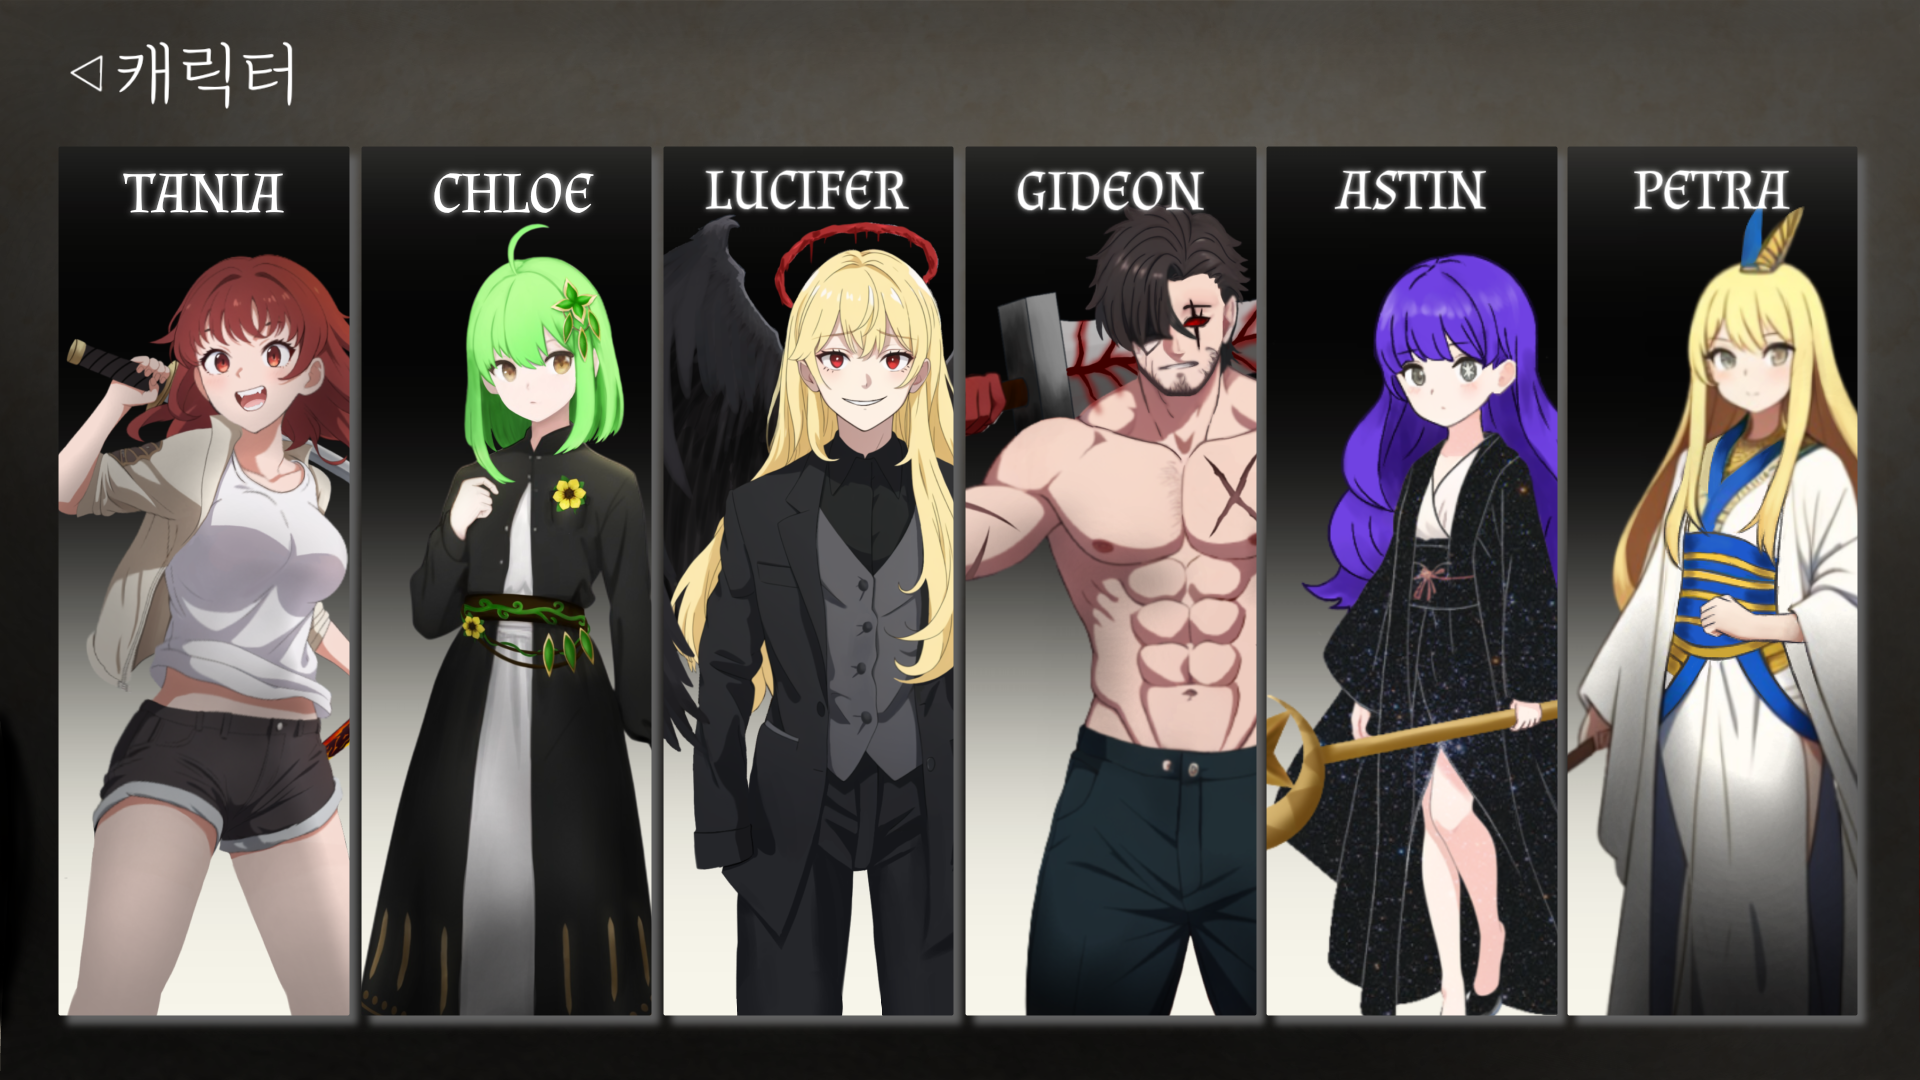 캐릭터
TANIA
CHLOE
LUCIFER
GIDEON
ASTIN
PETRA